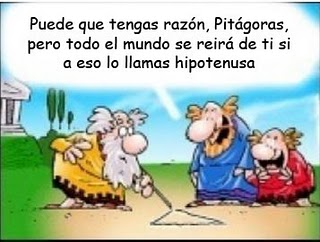 Puede que tengas razón, Pitágoras,
pero todo el mundo se reirá de ti si
a eso lo llamas hipotenusa